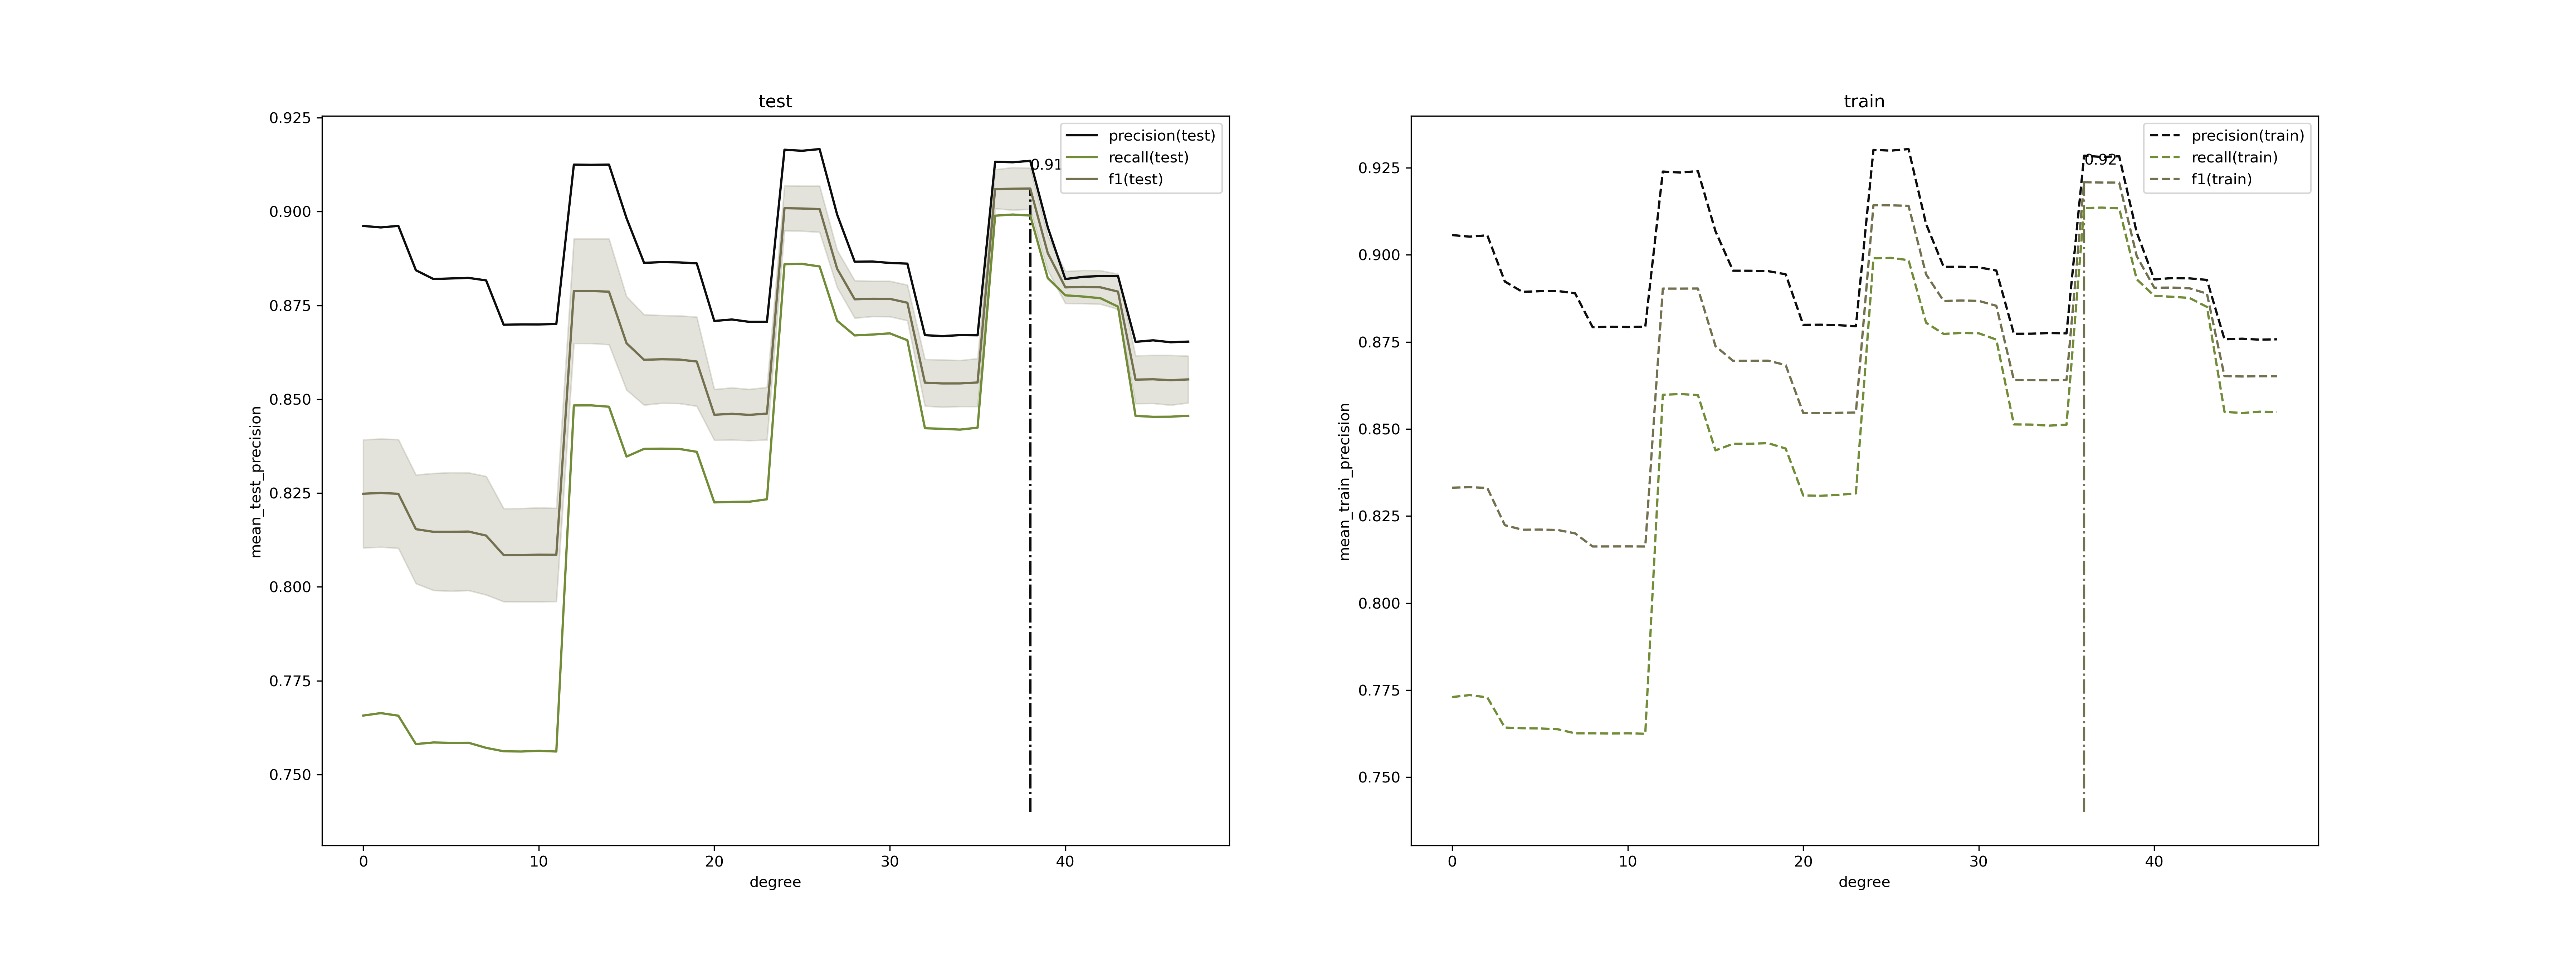 test
0.925
0.900
0.875
0.850
0.825
0.800
0.775
0.750
mean_test_precision
0 10 20 30 40
degree
precision(test)
recall(test)
f1(test)
0.91
train
0.925
0.900
0.875
0.850
0.825
0.800
0.775
0.750
mean_train_precision
0 10 20 30 40
degree
precision(train)
recall(train)
f1(train)
0.92